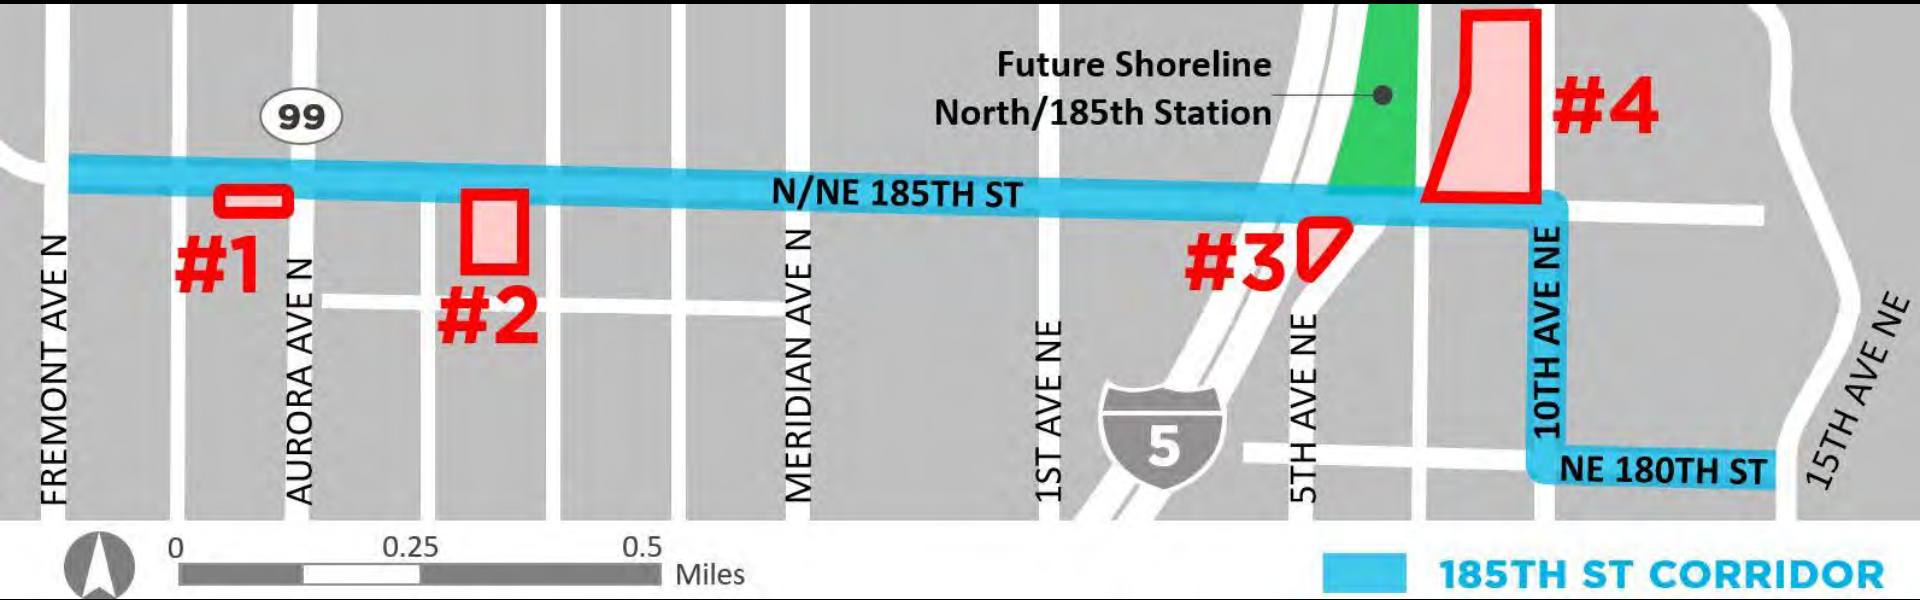 Future Shoreline
North/185th Station
99
#4
N/NE 185TH ST
#1
#2
#3
FREMONT AVE N
AURORA AVE N
MERIDIAN AVE N
1ST AVE NE
5
5TH AVE NE
10TH AVE NE
15TH AVE NE
NE 180TH ST
0 0.25 0.5
Miles
185TH ST CORRIDOR